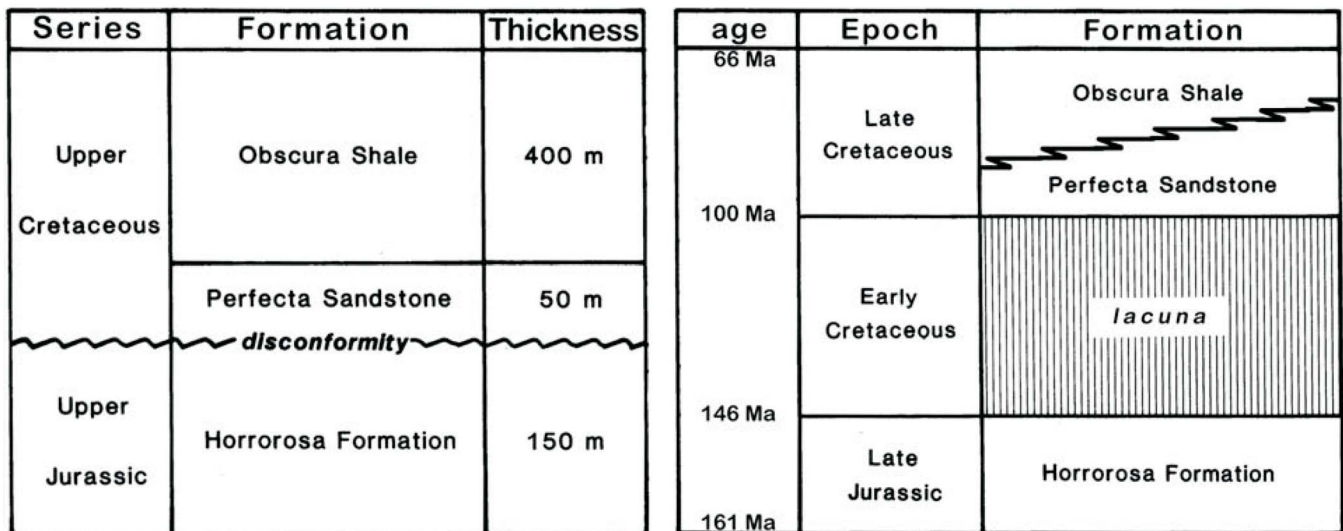 Series Formation Thickness
Upper
Cretaceous
Obscura Shale
400 m
Perfecta Sandstone
50 m
disconformity
Upper
Jurassic
Horrorosa Formation
150 m
age Epoch Formation
66 Ma
Late
Cretaceous
Obscura Shale
Perfecta Sandstone
100 Ma
Early
Cretaceous
lacuna
146 Ma
Late
Jurassic
Horrorosa Formation
161 Ma